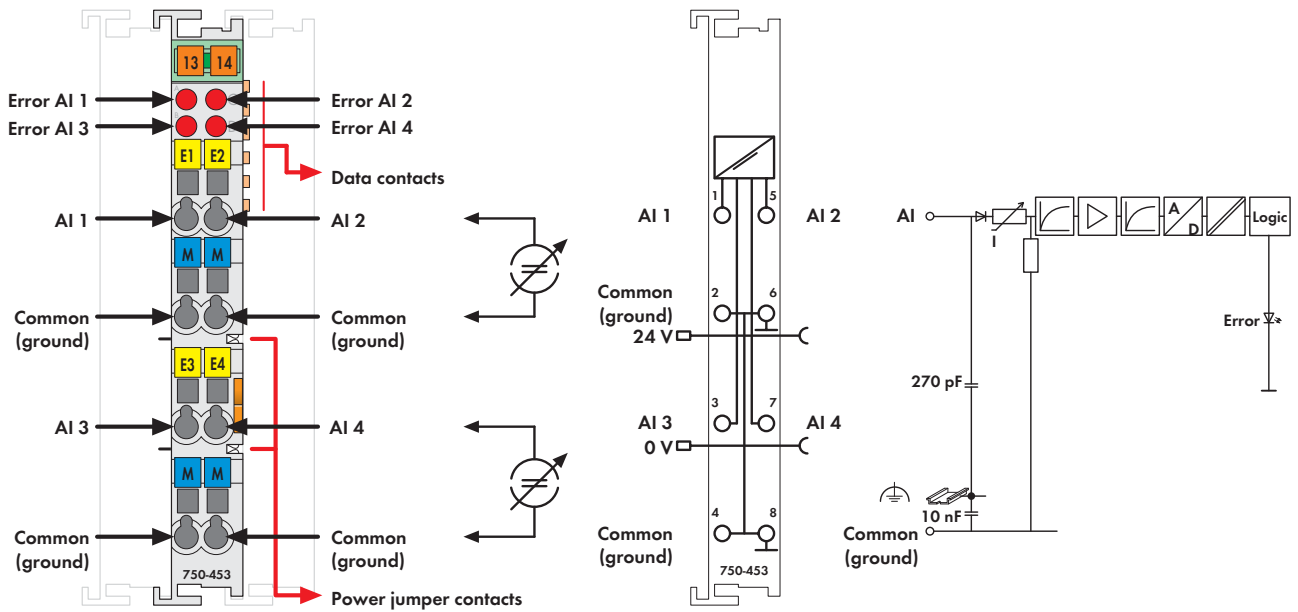 13 14
A C
Error AI 1
Error AI 2
B D
Error AI 3
Error AI 4
E1 E2
Data contacts
AI 1
AI 2
M M
Common
(ground)
Common
(ground)
E3 E4
AI 3
AI 4
M M
Common
(ground)
Common
(ground)
750-453
Power jumper contacts
1 5
AI 1
AI 2
Common
(ground)
2 6
24 V
3 7
AI 3
AI 4
0 V
4 8
Common
(ground)
750-453
AI
I
A
D
Logic
Error
270 pF
10 nF
Common
(ground)